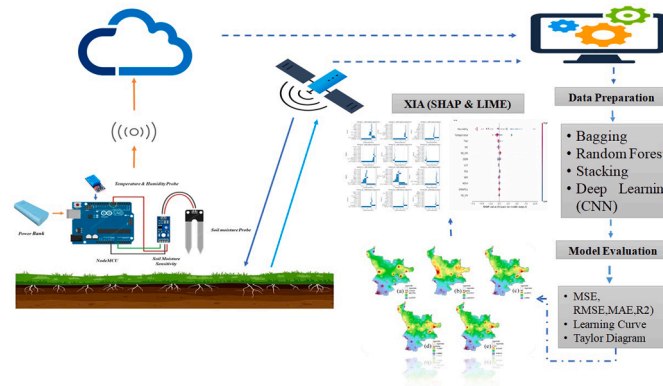 XIA (SHAP & LIME)
Data Preparation
• Bagging
• Random Forest
• Stacking
• Deep Learning
(CNN)
Model Evaluation
• MSE,
RMSE,MAE,R2)
• Learning Curve
• Taylor Diagram
Temperature & Humidity Probe
Power Bank
NodeMCU
Soil Moisture
Sensitivity
Soil moisture Probe
(a)
(b)
(c)
(d)
(e)